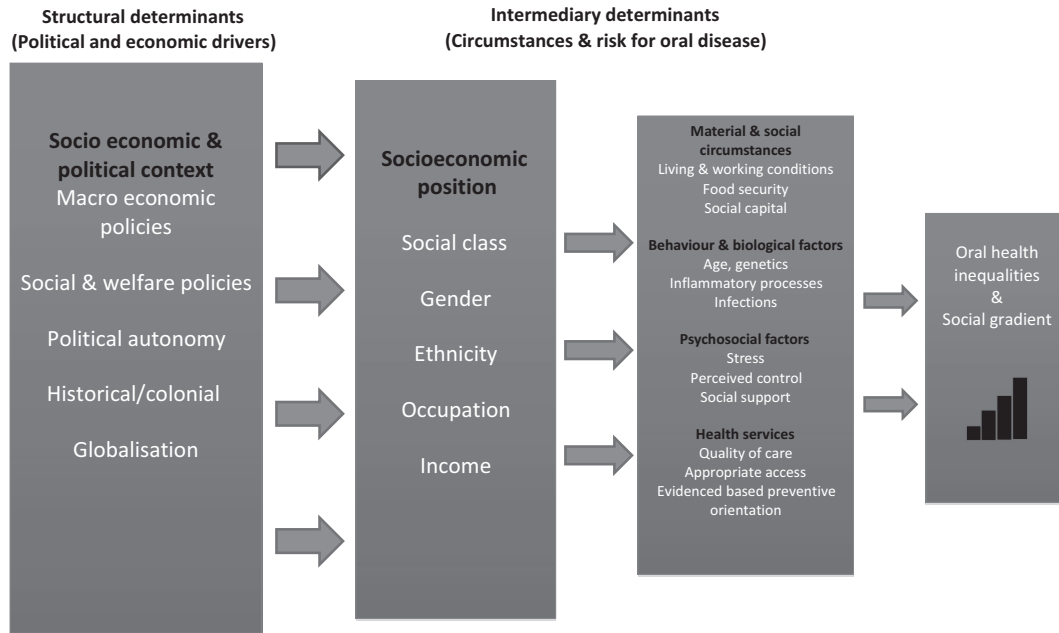 Structural determinants
(Political and economic drivers)
Intermediary determinants
(Circumstances & risk for oral disease)
Socio economic &
political context
Macro economic
policies
Social & welfare policies
Political autonomy
Historical/colonial
Globalisation
Socioeconomic
position
Social class
Gender
Ethnicity
Occupation
Income
Material & social
circumstances
Living & working conditions
Food security
Social capital
Behaviour & biological factors
Age, genetics
Inflammatory processes
Infections
Psychosocial factors
Stress
Perceived control
Social support
Health services
Quality of care
Appropriate access
Evidenced based preventive
orientation
Oral health
inequalities
&
Social gradient